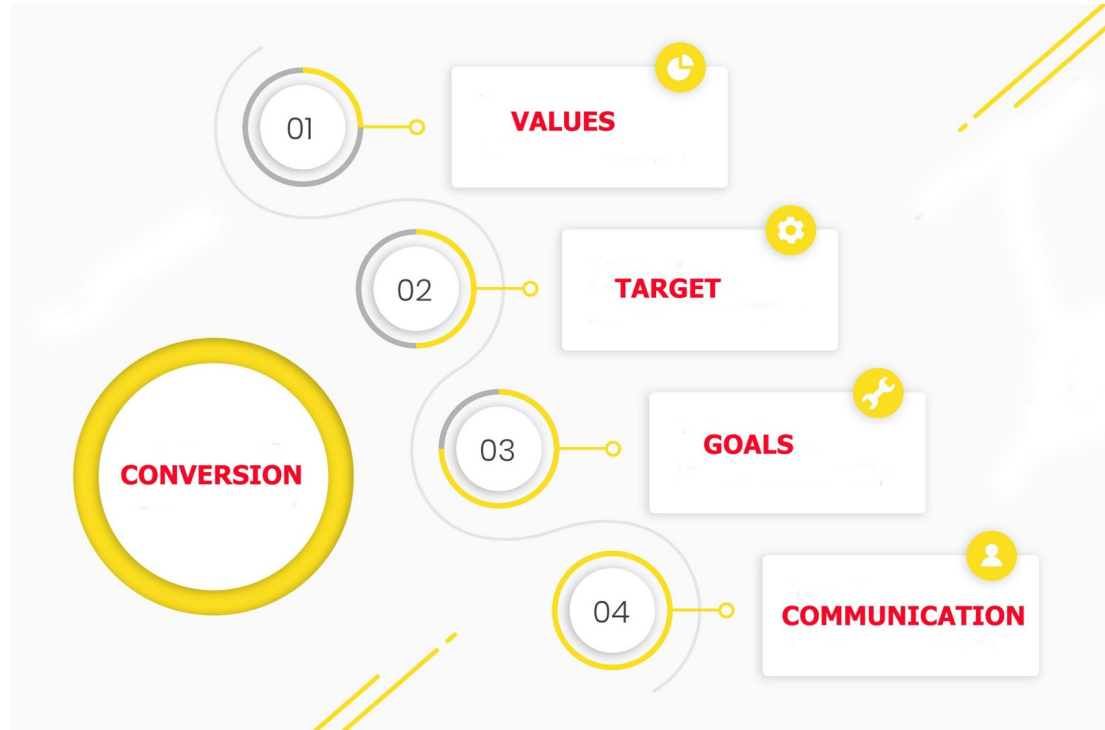 01
VALUES
02
TARGET
03
GOALS
CONVERSION
04
COMMUNICATION